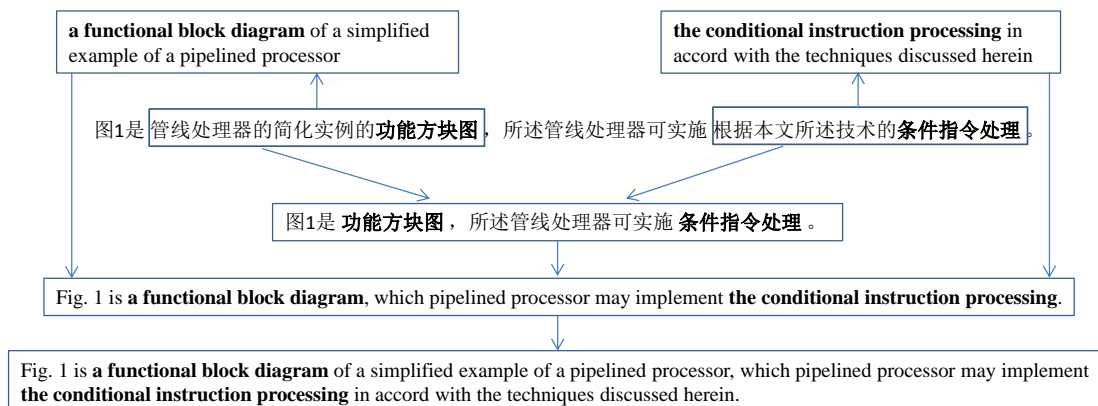 a functional block diagram of a simplified
example of a pipelined processor
the conditional instruction processing in
accord with the techniques discussed herein
图1是 管线处理器的简化实例的功能方块图，所述管线处理器可实施 根据本文所述技术的条件指令处理。
图1是 功能方块图，所述管线处理器可实施 条件指令处理。
Fig. 1 is a functional block diagram, which pipelined processor may implement the conditional instruction processing.
Fig. 1 is a functional block diagram of a simplified example of a pipelined processor, which pipelined processor may implement
the conditional instruction processing in accord with the techniques discussed herein.